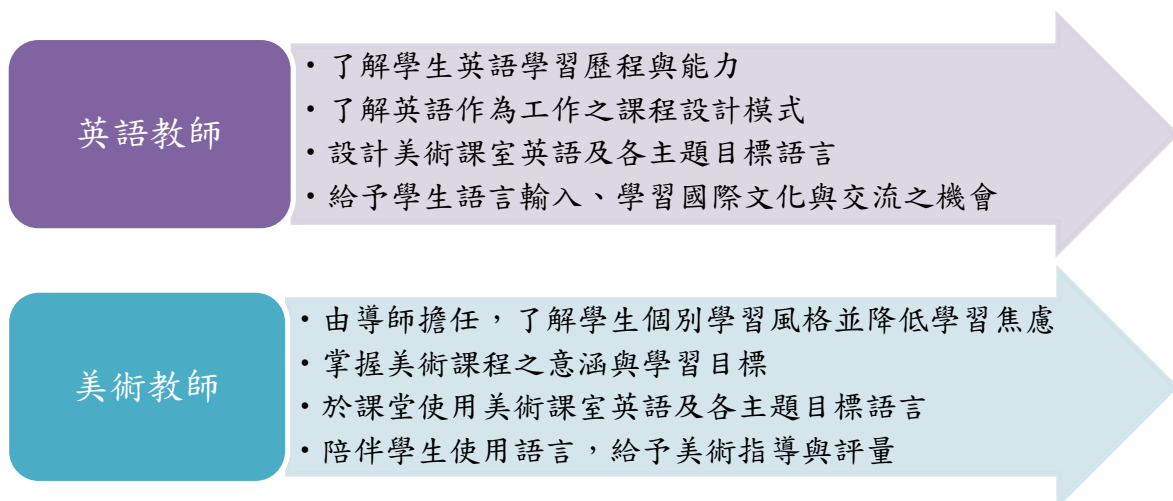 英語教師
・了解學生英語學習歷程與能力
・了解英語作為工作之課程設計模式
・設計美術課室英語及各主題目標語言
・給予學生語言輸入、學習國際文化與交流之機會
美術教師
・由導師擔任，了解學生個別學習風格並降低學習焦慮
・掌握美術課程之意涵與學習目標
・於課堂使用美術課室英語及各主題目標語言
・陪伴學生使用語言，給予美術指導與評量